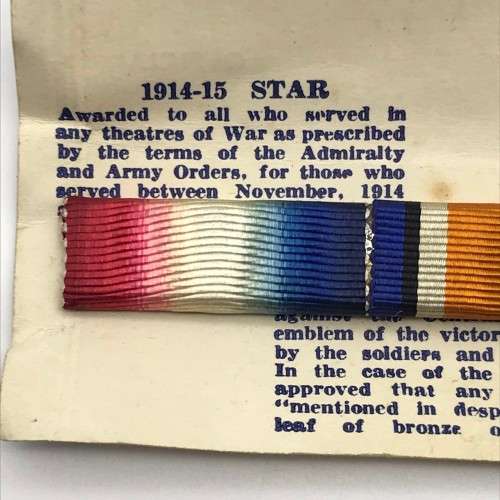 1914-15 STAR
Awarded to all who served in
any theatres of War as prescribed
by the terms of the Admiralty
and Army Orders, for those who
served between November, 1914
against the
emblem of the victor
by the soldiers and
In the case of the
approved that any
"mentioned in desp
leaf of bronze o